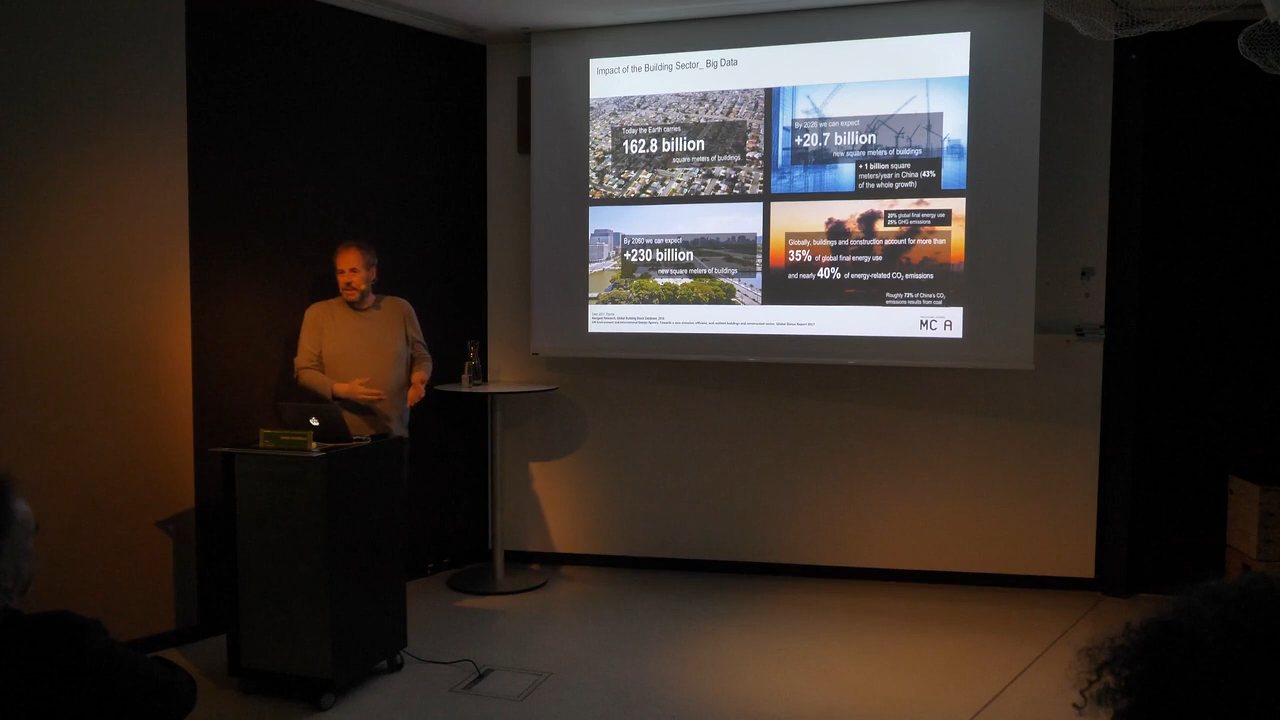 Impact of the Building Sector_ Big Data
Today the Earth carries
162.8 billion
square meters of buildings
By 2026 we can expect
+20.7 billion
new square meters of buildings
+ 1 billion square
meters/year in China (43%
of the whole growth)
By 2060 we can expect
+230 billion
new square meters of buildings
20% global final energy use
25% GHG emissions
Globally, buildings and construction account for more than
35% of global final energy use
and nearly 40% of energy-related CO₂ emissions
Roughly 73% of China's CO₂
emissions results from coal
MC A